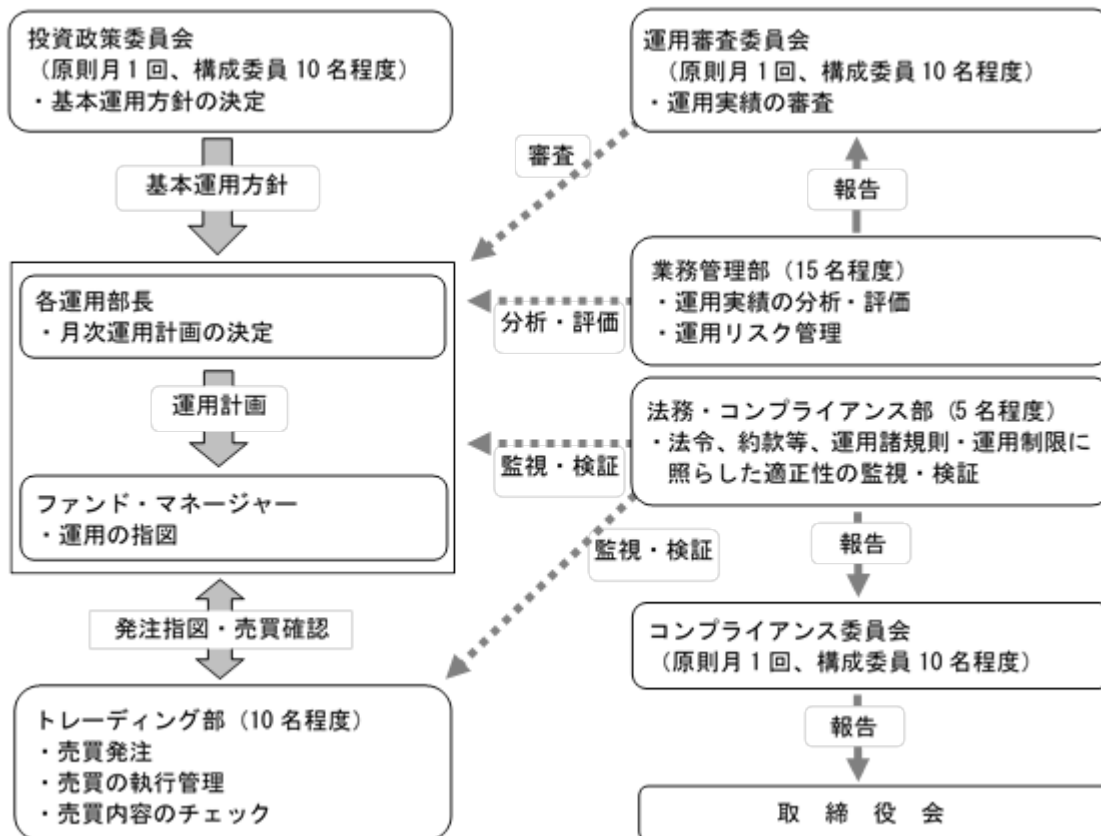 投資政策委員会
（原則月1回、構成委員10名程度）
・基本運用方針の決定
基本運用方針
各運用部長
・月次運用計画の決定
運用計画
ファンド・マネージャー
・運用の指図
発注指図・売買確認
トレーディング部（10名程度）
・売買発注
・売買の執行管理
・売買内容のチェック
審査
分析・評価
監視・検証
監視・検証
運用審査委員会
（原則月1回、構成委員10名程度）
・運用実績の審査
報告
業務管理部（15名程度）
・運用実績の分析・評価
・運用リスク管理
法務・コンプライアンス部（5名程度）
・法令、約款等、運用諸規則・運用制限に
照らした適正性の監視・検証
報告
コンプライアンス委員会
（原則月1回、構成委員10名程度）
報告
取締役会